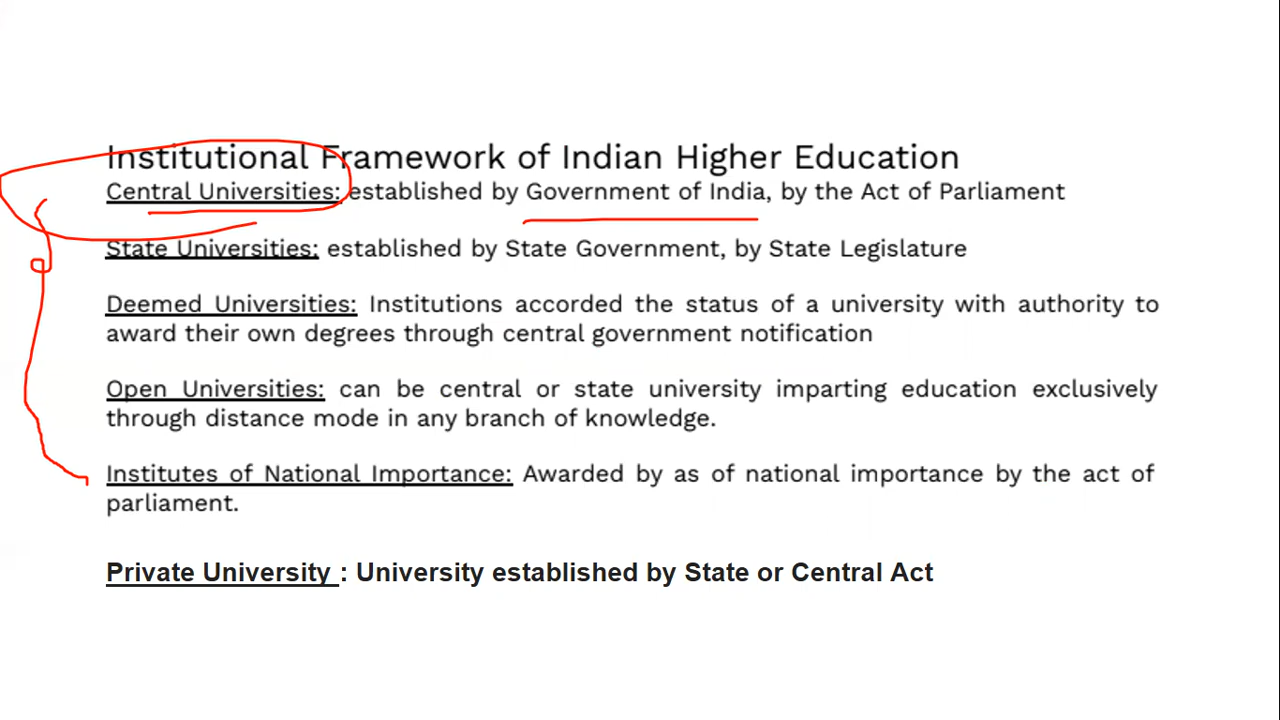 Institutional Framework of Indian Higher Education
Central Universities: established by Government of India, by the Act of Parliament
State Universities: established by State Government, by State Legislature
Deemed Universities: Institutions accorded the status of a university with authority to
award their own degrees through central government notification
Open Universities: can be central or state university imparting education exclusively
through distance mode in any branch of knowledge.
Institutes of National Importance: Awarded by as of national importance by the act of
parliament.
Private University : University established by State or Central Act